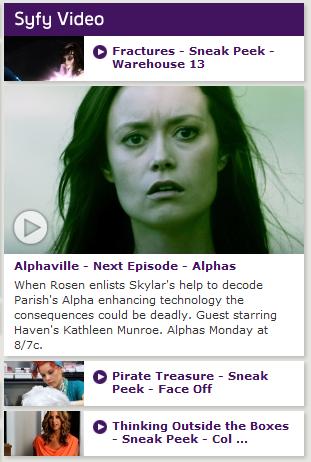 Syfy Video
Fractures - Sneak Peek -
Warehouse 13
Alphaville - Next Episode - Alphas
When Rosen enlists Skylar's help to decode
Parish's Alpha enhancing technology the
consequences could be deadly. Guest starring
Haven's Kathleen Munroe. Alphas Monday at
8/7c.
Pirate Treasure - Sneak
Peek - Face Off
Thinking Outside the Boxes
- Sneak Peek - Col ...